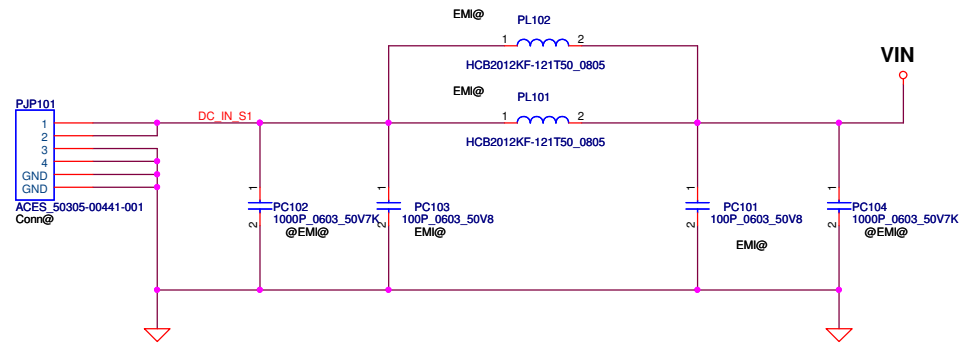 EMI@
PL102
1 2
HCB2012KF-121T50_0805
VIN
EMI@
PL101
1 2
HCB2012KF-121T50_0805
PJP101
DC_IN_S1
1
2
3
4
GND
GND
ACES_50305-00441-001
Conn@
1
2
PC102
1000P_0603_50V7K
@EMI@
1
2
PC103
100P_0603_50V8
EMI@
1
2
PC101
100P_0603_50V8
EMI@
1
2
PC104
1000P_0603_50V7K
@EMI@